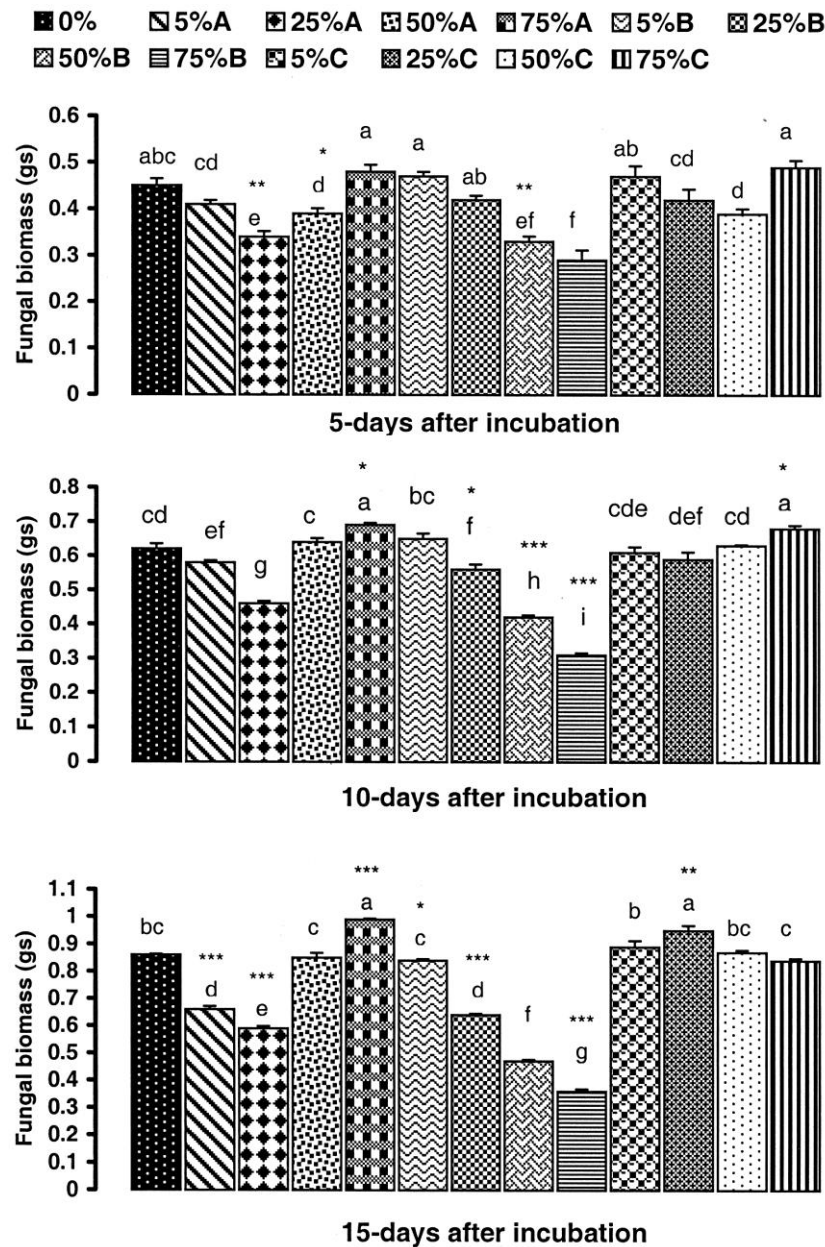 0% 5%A 25%A 50%A 75%A 5%B 25%B
50%B 75%B 5%C 25%C 50%C 75%C
0.6
0.5
0.4
0.3
0.2
0.1
0
Fungal biomass (gs)
abc cd ** e * d a a ab ** ef f ab cd d a
5-days after incubation
0.8
0.7
0.6
0.5
0.4
0.3
0.2
0.1
0
Fungal biomass (gs)
cd ef g c * a bc * f *** h *** i cde def cd * a
10-days after incubation
1.1
1
0.9
0.8
0.7
0.6
0.5
0.4
0.3
0.2
0.1
0
Fungal biomass (gs)
bc *** d *** e c *** a * c *** d f *** g b ** a bc c
15-days after incubation